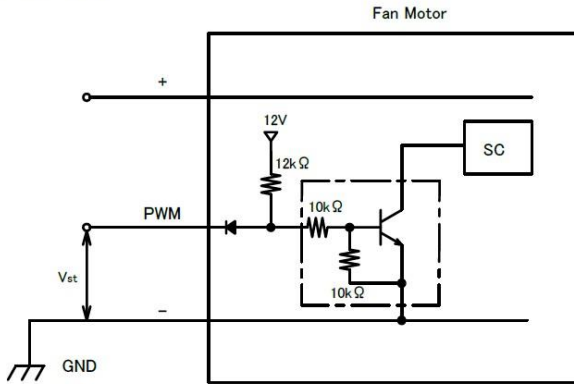 Fan Motor
+
12V
12kΩ
SC
PWM
10kΩ
10kΩ
Vst
−
GND